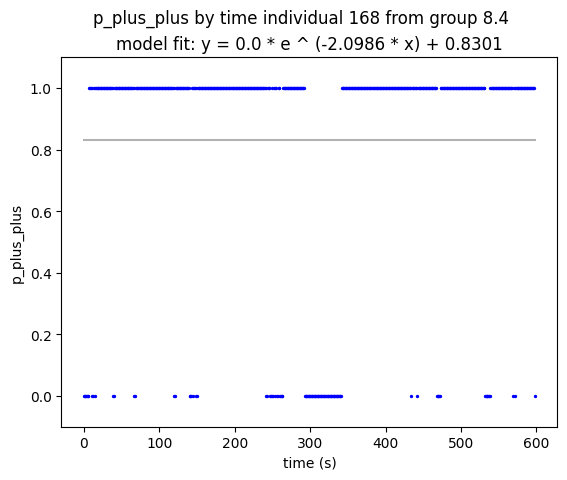 p_plus_plus by time individual 168 from group 8.4
model fit: y = 0.0 * e ^ (-2.0986 * x) + 0.8301
1.0
0.8
0.6
0.4
0.2
0.0
p_plus_plus
0 100 200 300 400 500 600
time (s)